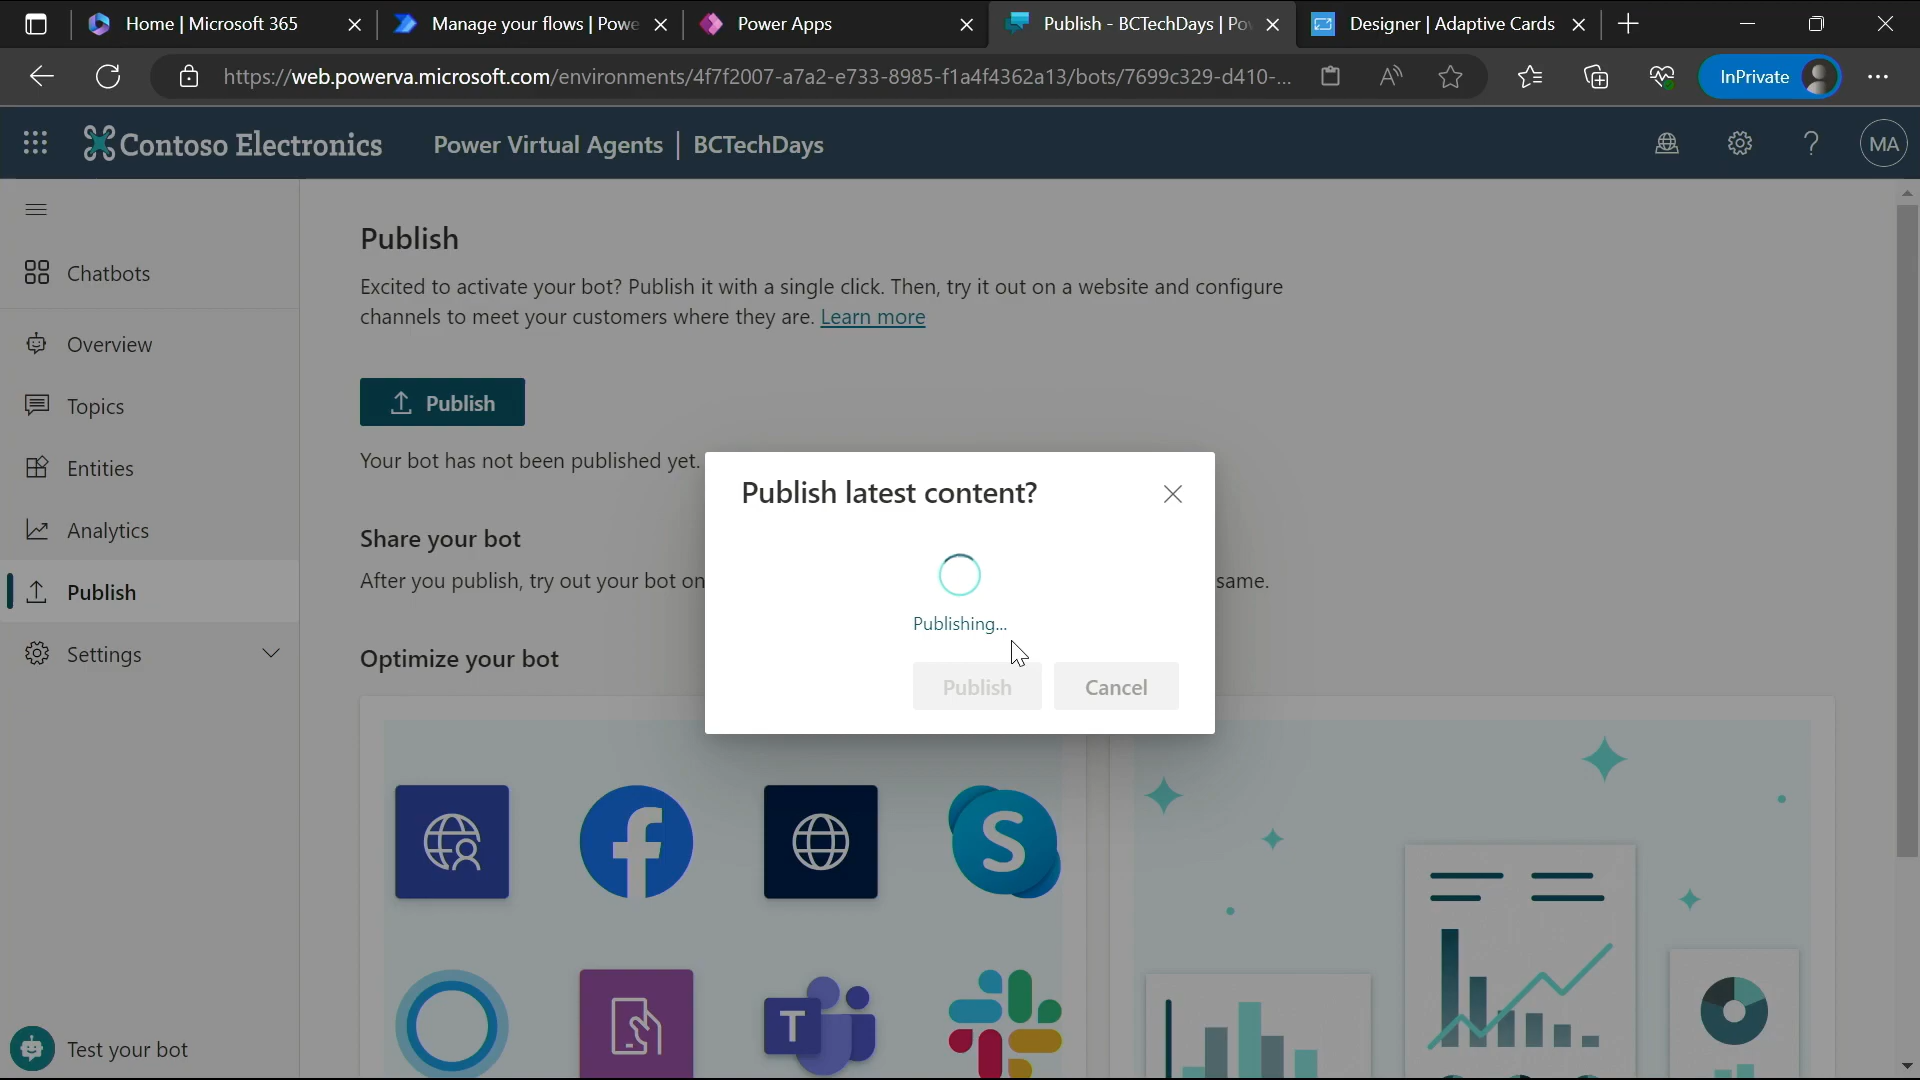 Home | Microsoft 365
Manage your flows | Powe
Power Apps
Publish - BCTechDays | Po
Designer | Adaptive Cards
https://web.powerva.microsoft.com/environments/4f7f2007-a7a2-e733-8985-f1a4f4362a13/bots/7699c329-d410-...
InPrivate
Contoso Electronics
Power Virtual Agents | BCTechDays
MA
Chatbots
Overview
Topics
Entities
Analytics
Publish
Settings
Test your bot
Publish
Excited to activate your bot? Publish it with a single click. Then, try it out on a website and configure
channels to meet your customers where they are. Learn more
Publish
Your bot has not been published yet.
Share your bot
After you publish, try out your bot on
same.
Optimize your bot
Publish latest content?
Publishing...
Publish
Cancel